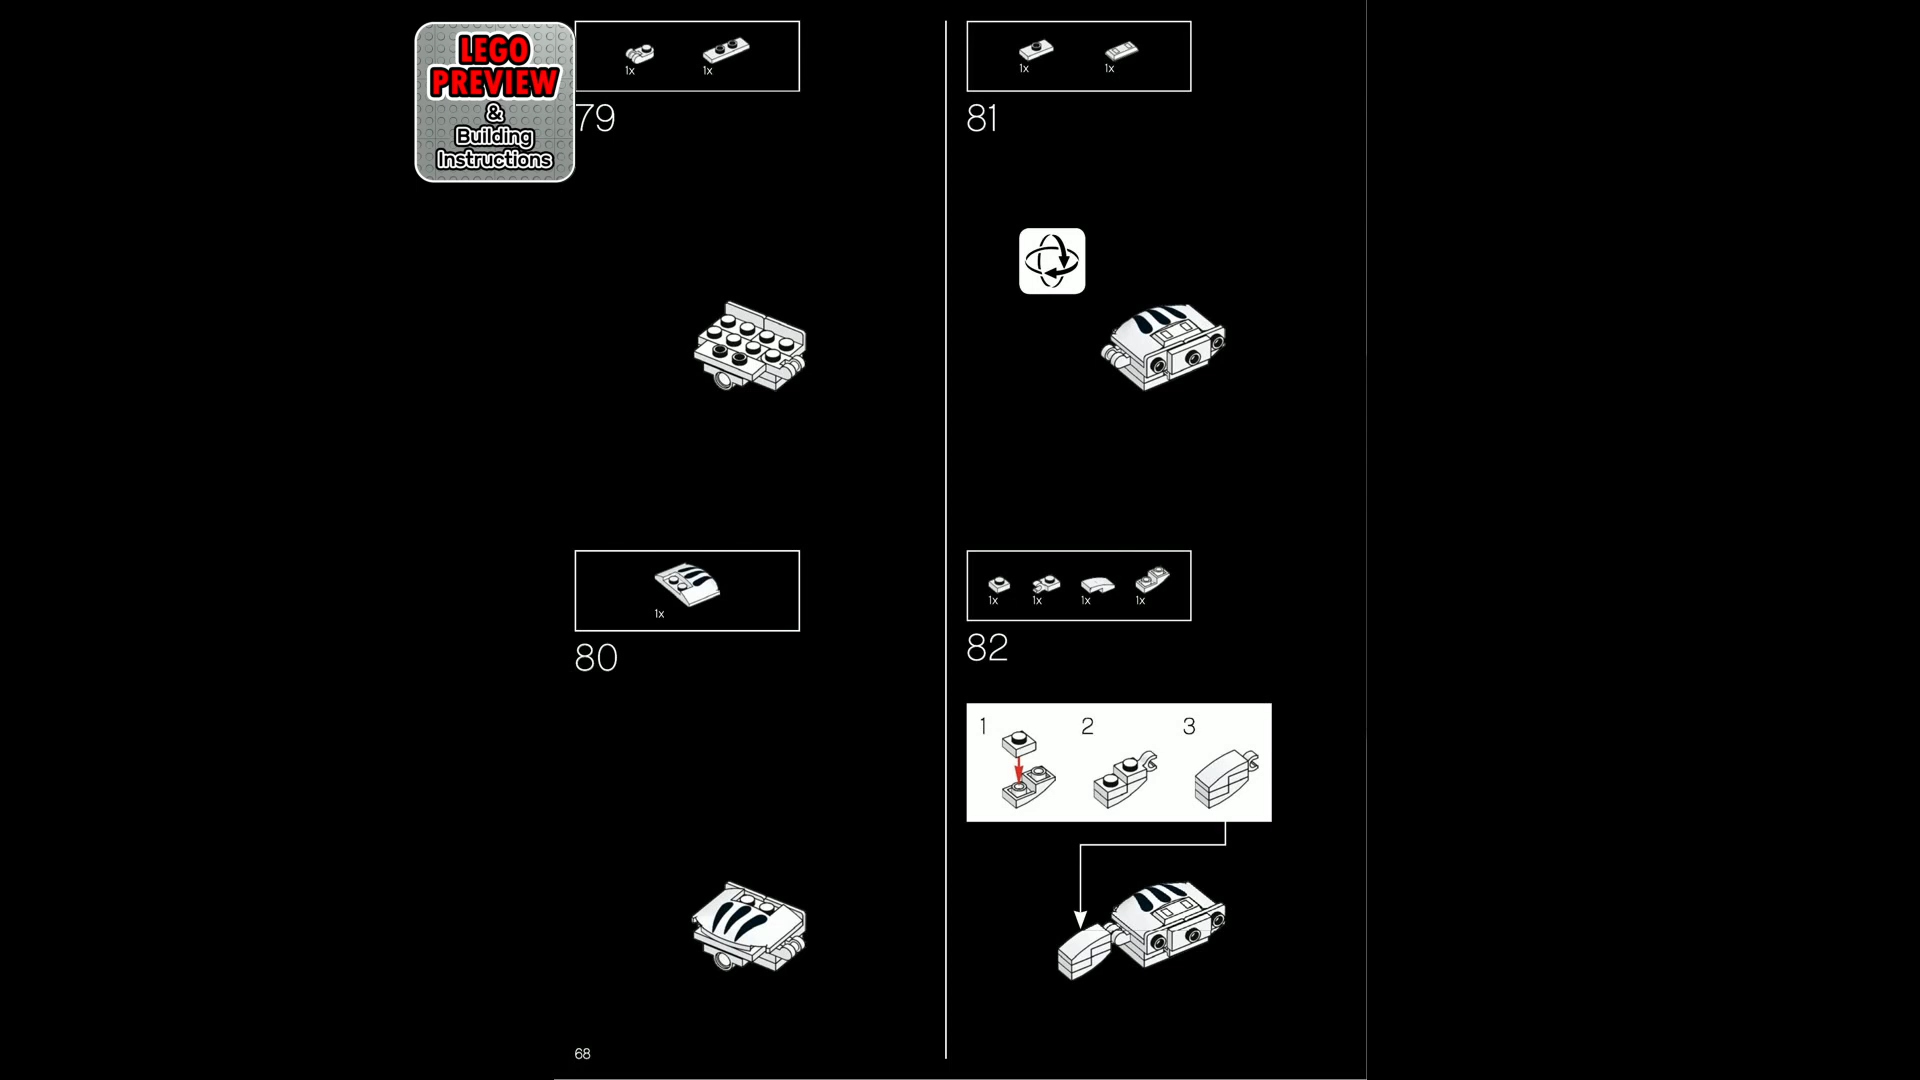 LEGO
PREVIEW
&
Building
Instructions
1x 1x
79
1x
80
1x 1x
81
1x 1x 1x 1x
82
1 2 3
68